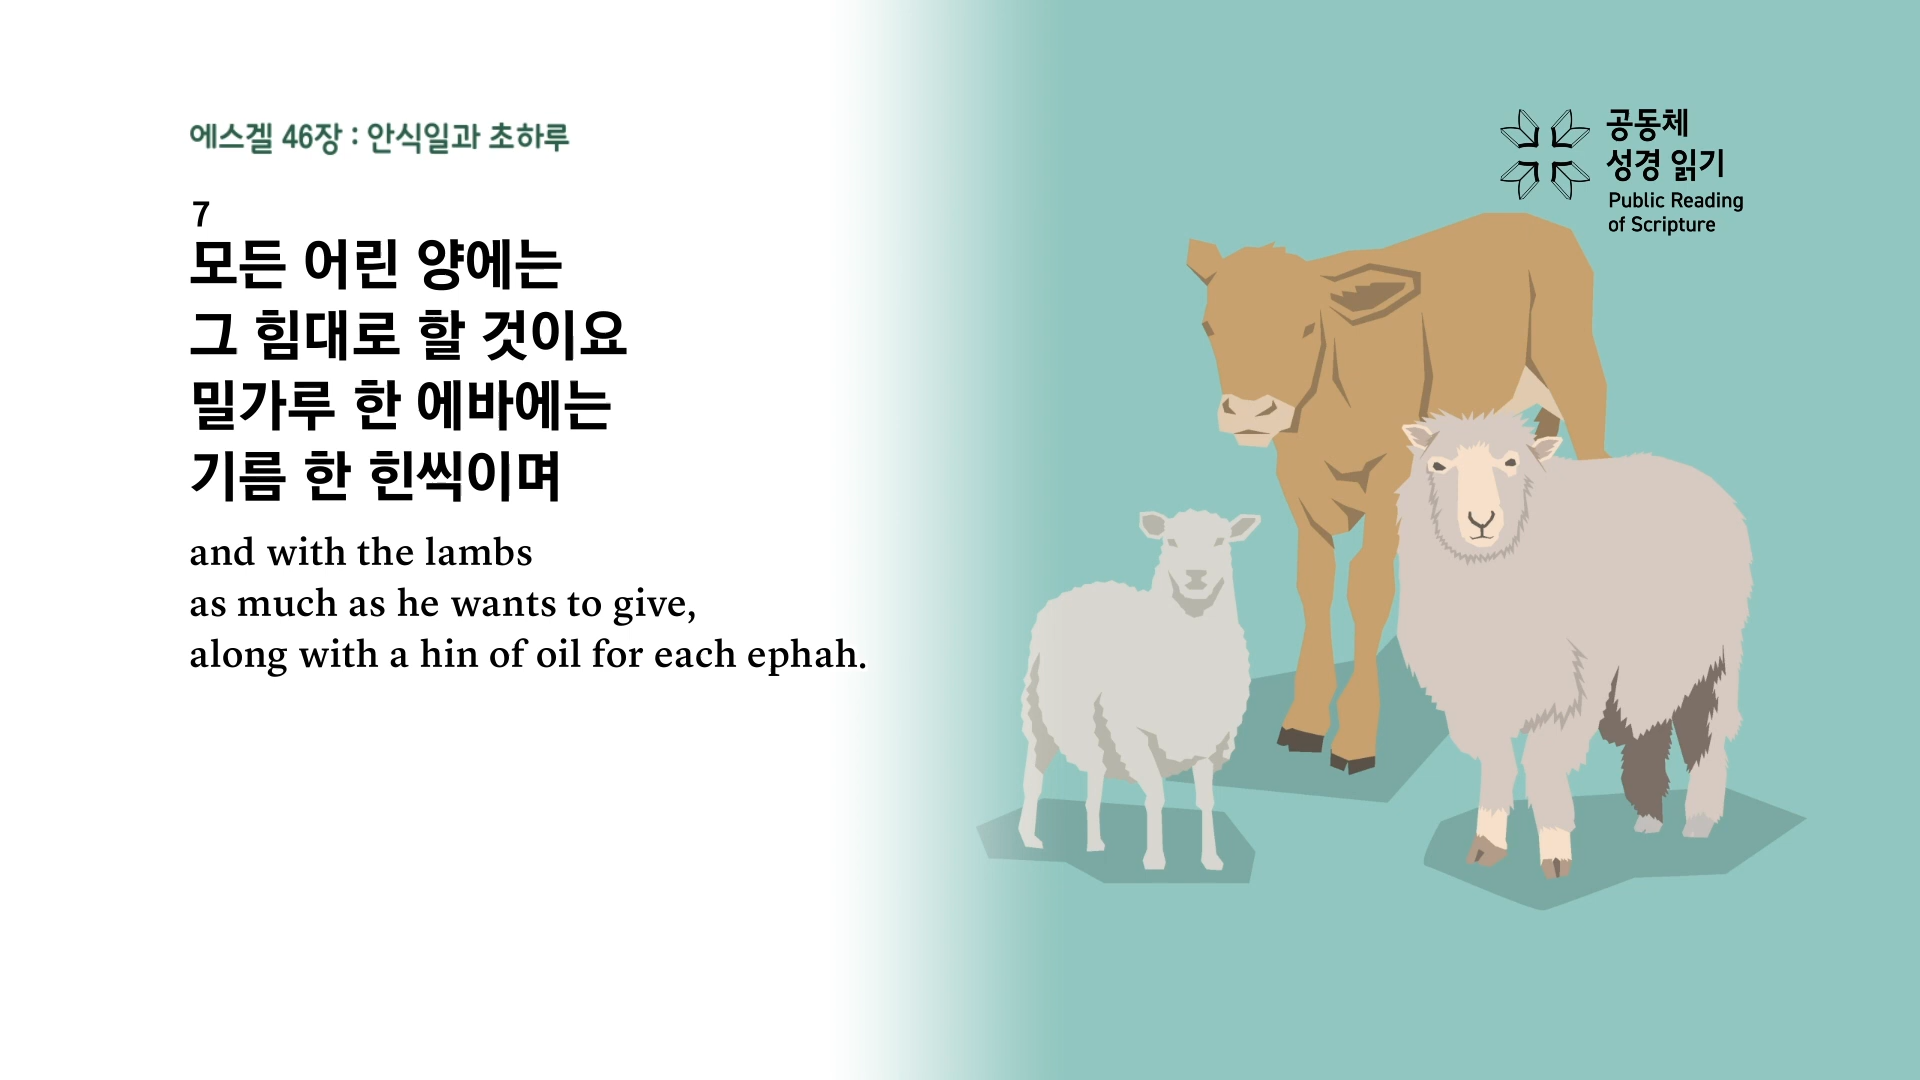 에스겔 46장 : 안식일과 초하루
7
모든 어린 양에는
그 힘대로 할 것이요
밀가루 한 에바에는
기름 한 힌씩이며
and with the lambs
as much as he wants to give,
along with a hin of oil for each ephah.
공동체
성경 읽기
Public Reading
of Scripture